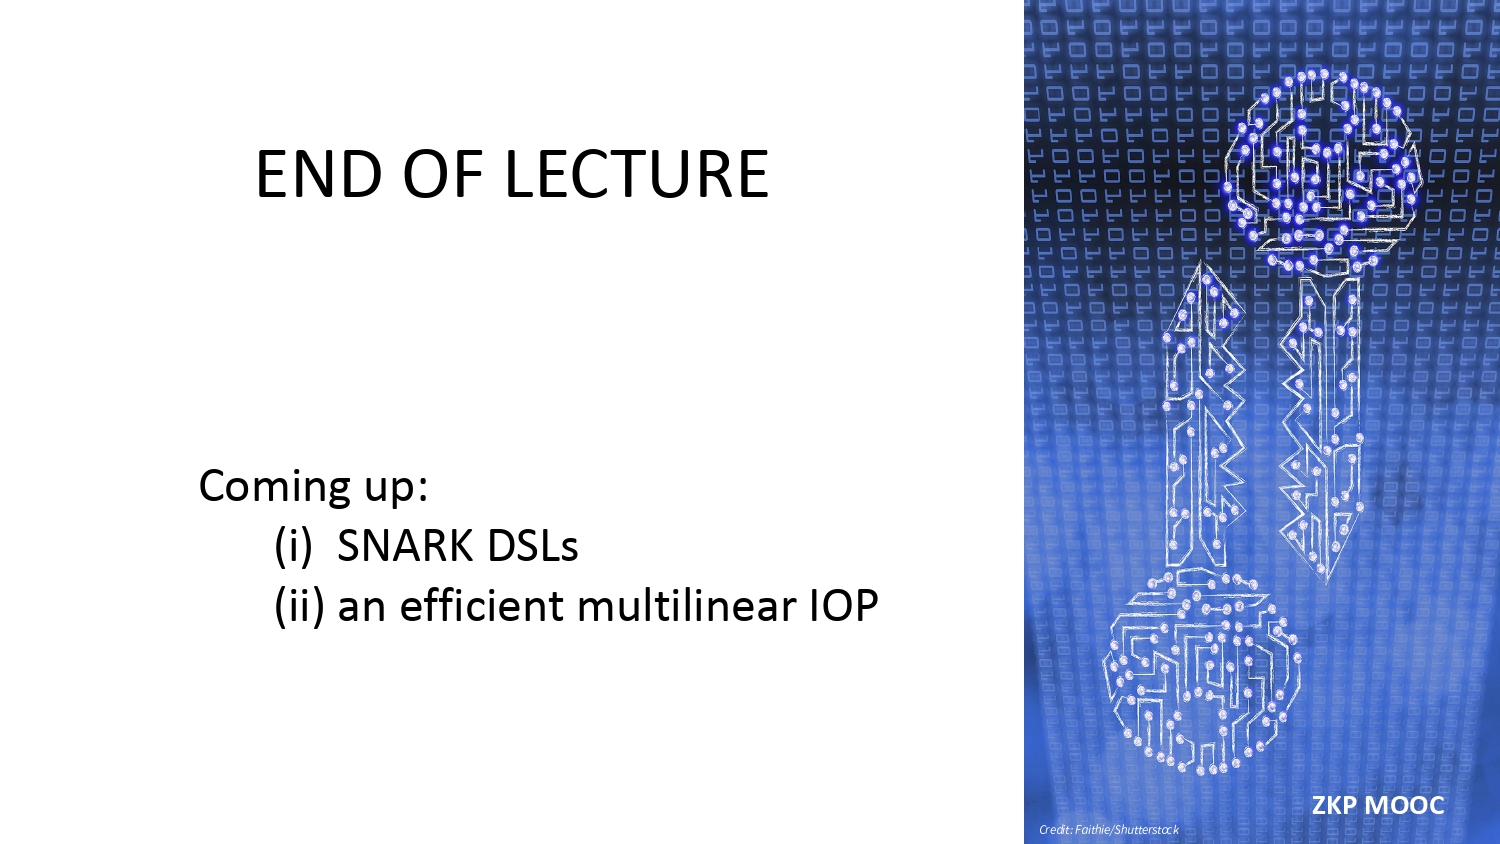 END OF LECTURE
Coming up:
(i) SNARK DSLs
(ii) an efficient multilinear IOP
ZKP MOOC
Credit: Faithie/Shutterstock